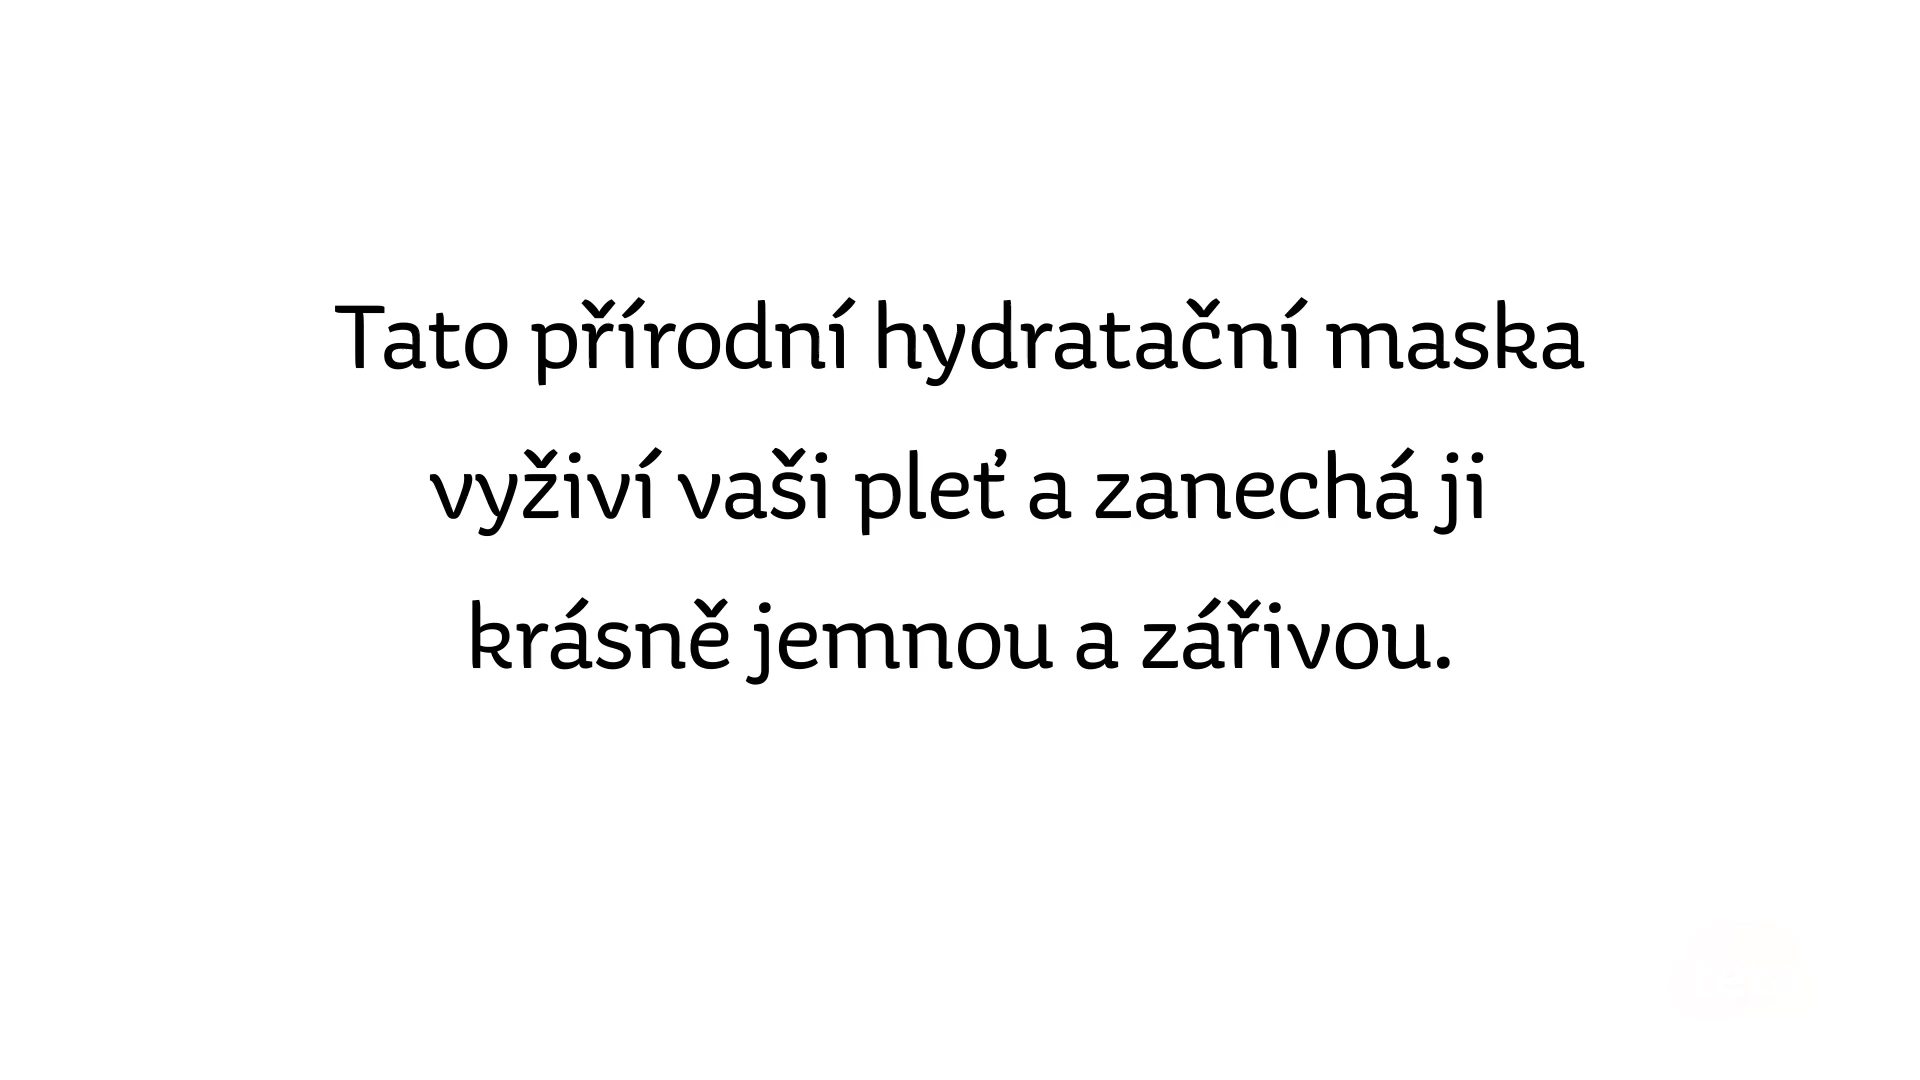 Tato přírodní hydratační maska
vyživí vaši pleť a zanechá ji
krásně jemnou a zářivou.